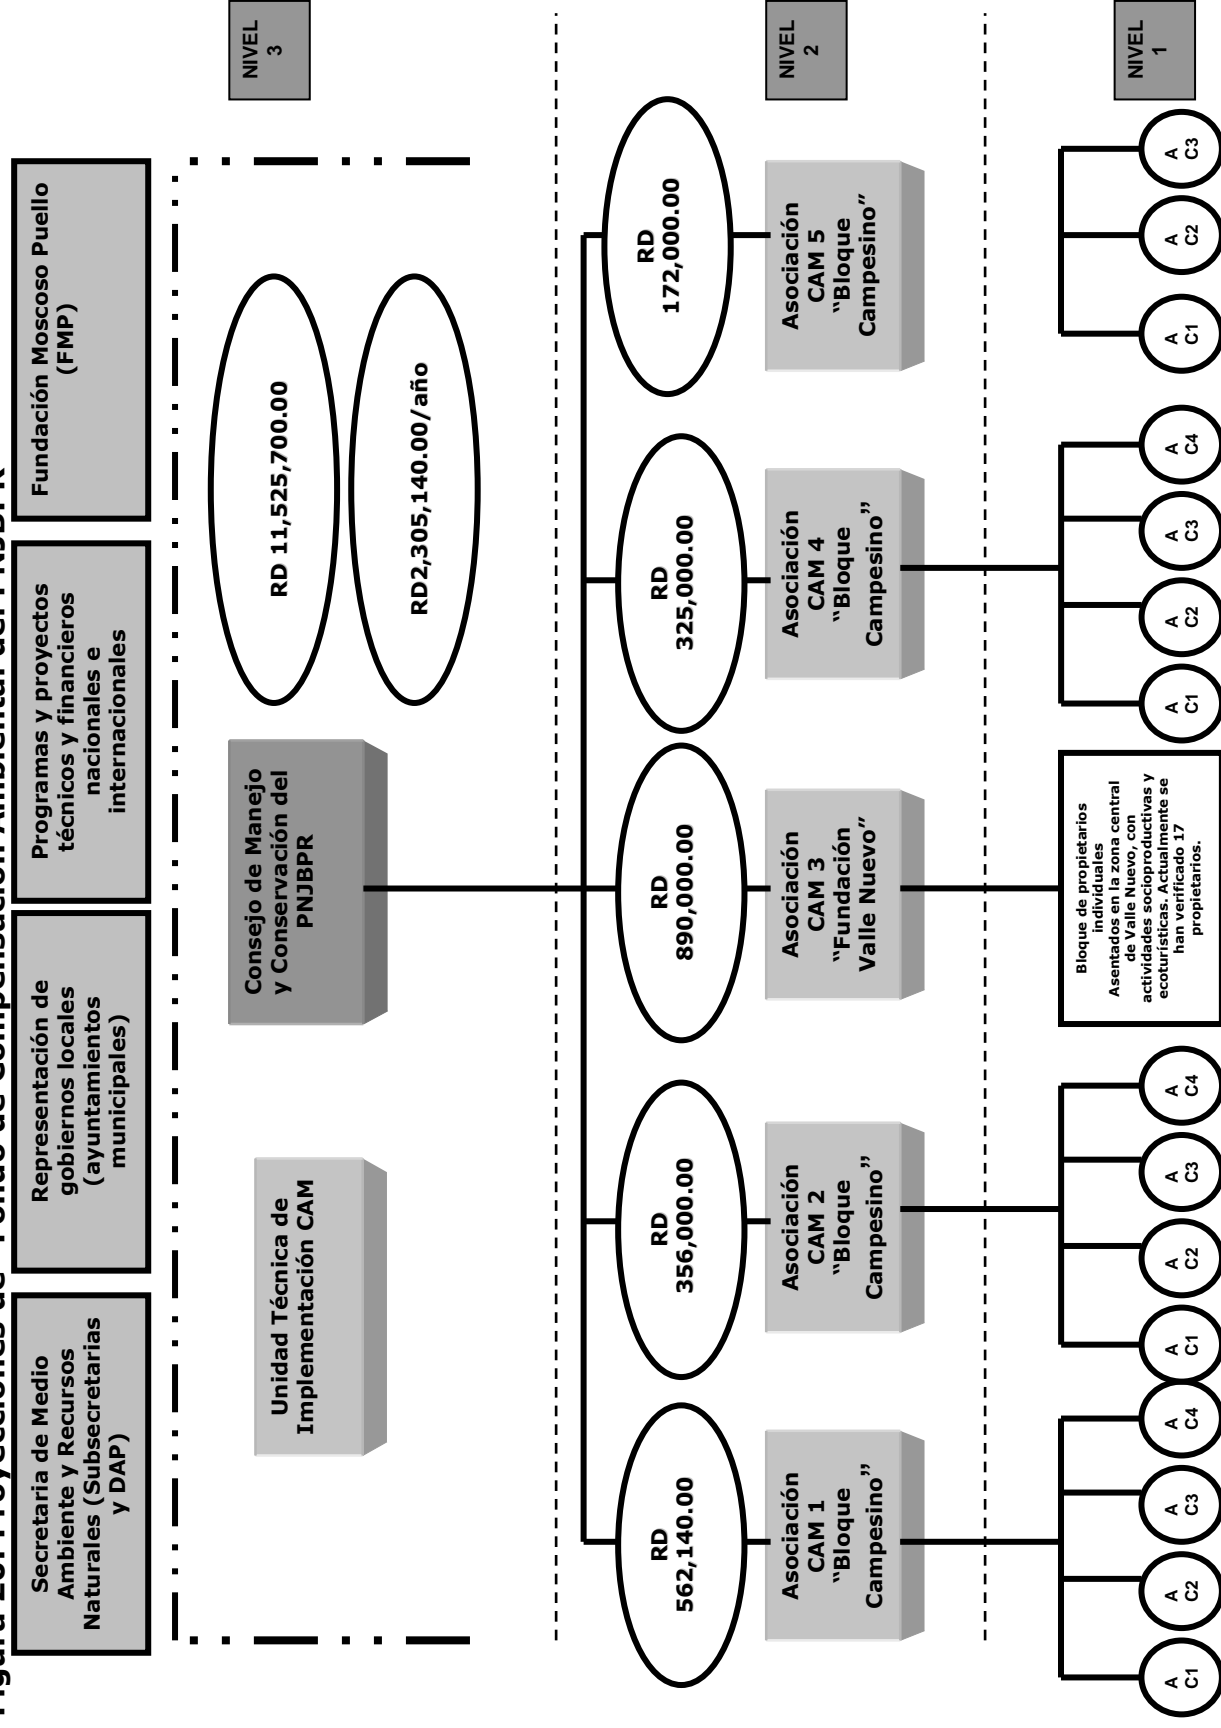 Figura 20. Proyecciones de Fondo de Compensación Ambiental del PNJBPR
Secretaria de Medio
Ambiente y Recursos
Naturales (Subsecretarias
y DAP)
Representación de
gobiernos locales
(ayuntamientos
municipales)
Programas y proyectos
técnicos y financieros
nacionales e
internacionales
Fundación Moscoso Puello
(FMP)
Unidad Técnica de
Implementación CAM
Consejo de Manejo
y Conservación del
PNJBPR
RD 11,525,700.00
RD2,305,140.00/año
NIVEL
3
RD
562,140.00
RD
356,000.00
RD
890,000.00
RD
325,000.00
RD
172,000.00
Asociación
CAM 1
“Bloque
Campesino”
Asociación
CAM 2
“Bloque
Campesino”
Asociación
CAM 3
“Fundación
Valle Nuevo”
Asociación
CAM 4
“Bloque
Campesino”
Asociación
CAM 5
“Bloque
Campesino”
NIVEL
2
A
C1
A
C2
A
C3
A
C4
A
C1
A
C2
A
C3
A
C4
Bloque de propietarios
individuales
Asentados en la zona central
de Valle Nuevo, con
actividades socioproductivas y
ecoturísticas. Actualmente se
han verificado 17
propietarios.
A
C1
A
C2
A
C3
A
C4
A
C1
A
C2
A
C3
NIVEL
1